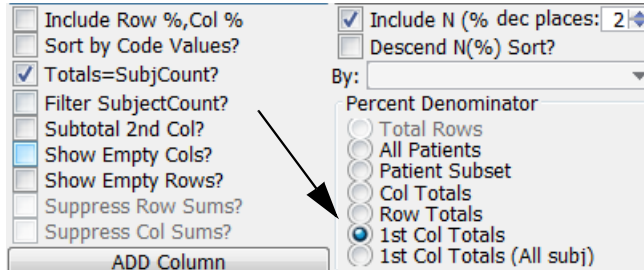 Include Row %,Col %
Sort by Code Values?
Totals=SubjCount?
Filter SubjectCount?
Subtotal 2nd Col?
Show Empty Cols?
Show Empty Rows?
Suppress Row Sums?
Suppress Col Sums?
ADD Column
Include N (% dec places: 2
Descend N(%) Sort?
By:
Percent Denominator
Total Rows
All Patients
Patient Subset
Col Totals
Row Totals
1st Col Totals
1st Col Totals (All subj)